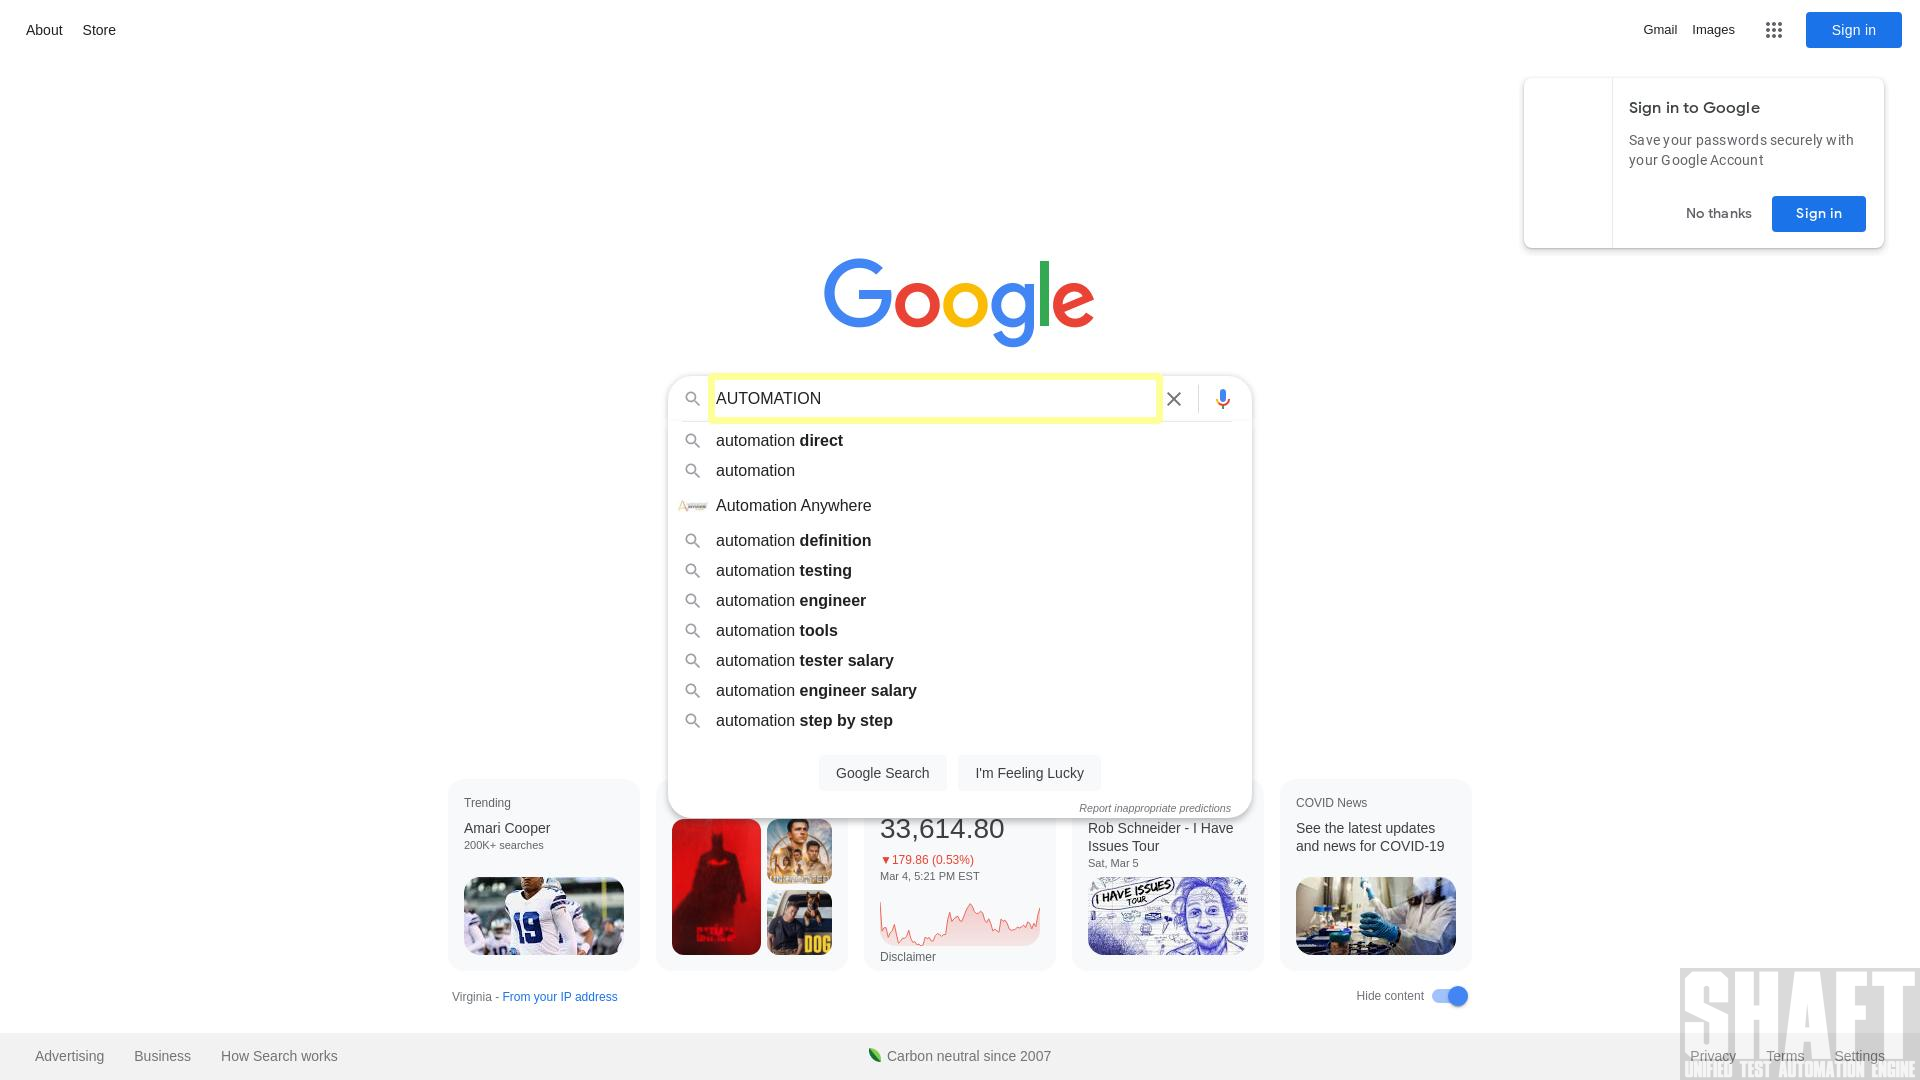 About Store
Gmail Images Sign in
Sign in to Google
Save your passwords securely with
your Google Account
No thanks Sign in
Google
AUTOMATION
automation direct
automation
Automation Anywhere
automation definition
automation testing
automation engineer
automation tools
automation tester salary
automation engineer salary
automation step by step
Google Search I'm Feeling Lucky
Report inappropriate predictions
Trending
Amari Cooper
200K+ searches
19
DOG
33,614.80
▼179.86 (0.53%)
Mar 4, 5:21 PM EST
Disclaimer
Rob Schneider - I Have
Issues Tour
Sat, Mar 5
I HAVE ISSUES
TOUR
COVID News
See the latest updates
and news for COVID-19
Virginia - From your IP address
Hide content
Advertising Business How Search works
Carbon neutral since 2007
Privacy Terms Settings
SHAFT
UNIFIED TEST AUTOMATION ENGINE